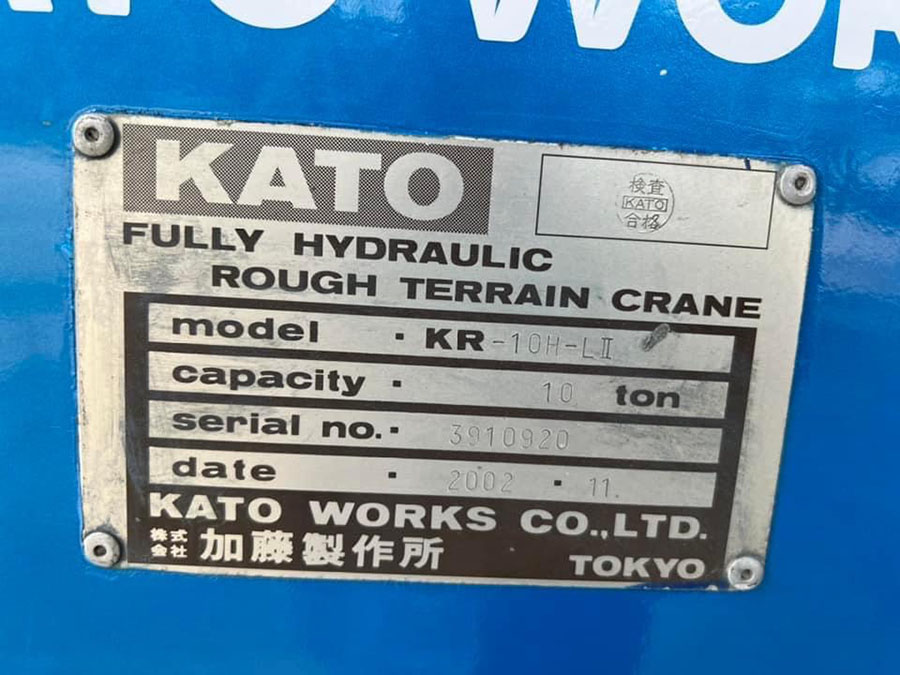 KATO WORK
KATO
検査
KATO
合格
FULLY HYDRAULIC
ROUGH TERRAIN CRANE
model · KR-10H-LⅡ
capacity · 10 ton
serial no. · 3910920
date · 2002 · 11.
KATO WORKS CO.,LTD.
株式会社 加藤製作所 TOKYO